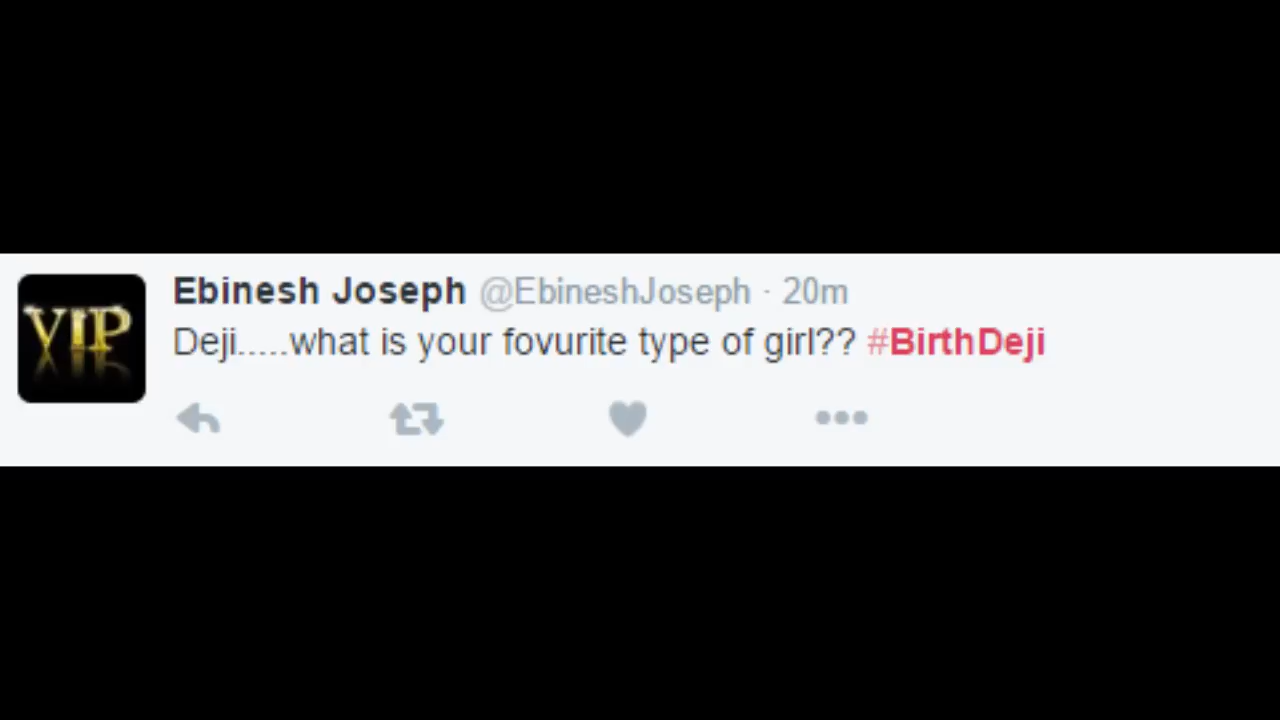 VIP
Ebinesh Joseph @EbineshJoseph · 20m
Deji.....what is your fovurite type of girl?? #BirthDeji